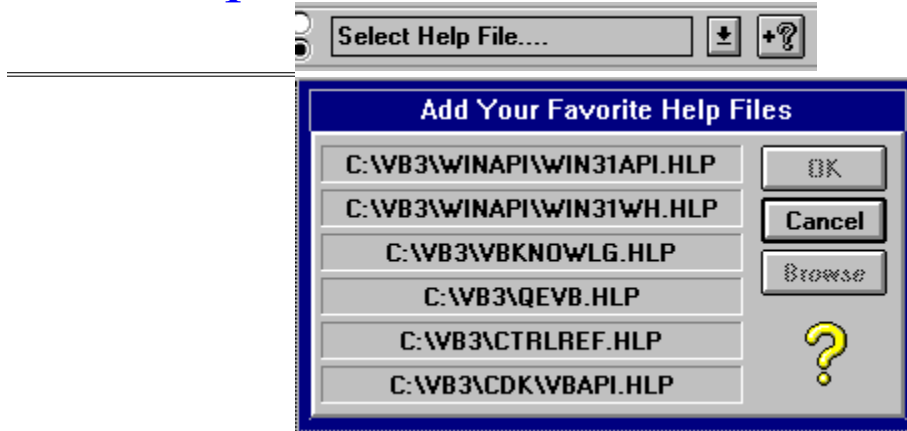 Select Help File....
+?
Add Your Favorite Help Files
C:\VB3\WINAPI\WIN31API.HLP
OK
C:\VB3\WINAPI\WIN31WH.HLP
Cancel
C:\VB3\VBKNOWLG.HLP
Browse
C:\VB3\QEVB.HLP
C:\VB3\CTRLREF.HLP
?
C:\VB3\CDK\VBAPI.HLP